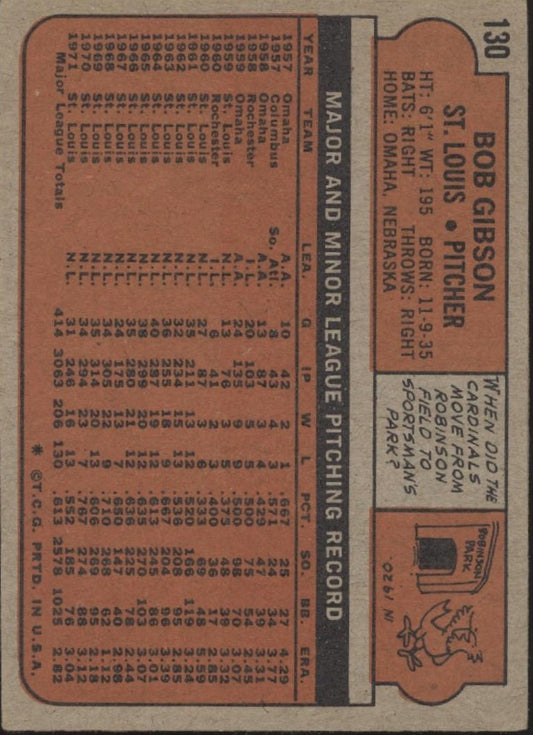 130
BOB GIBSON
ST. LOUIS • PITCHER
HT: 6'1" WT: 195 BORN: 11-9-35
BATS: RIGHT THROWS: RIGHT
HOME: OMAHA, NEBRASKA
WHEN DID THE
CARDINALS
MOVE FROM
ROBINSON
FIELD TO
SPORTSMAN'S
PARK?
ROBINSON
PARK
IN 1920
MAJOR AND MINOR LEAGUE PITCHING RECORD
YEAR TEAM LEA. G IP W L PCT. SO. BB. ERA.
1957 Omaha A.A. 10 42 2 1 .667 25 27 4.29
1957 Columbus So. Atl. 8 43 4 3 .571 24 34 3.77
1958 Omaha A.A. 13 87 3 4 .429 47 39 3.31
1958 Rochester I.L. 20 103 5 5 .500 75 54 2.45
1959 Omaha A.A. 24 135 9 9 .500 98 70 3.07
1959 St. Louis N.L. 13 76 3 5 .375 48 39 3.32
1960 Rochester I.L. 6 41 2 3 .400 36 17 2.85
1960 St. Louis N.L. 27 87 3 6 .333 69 48 5.59
1961 St. Louis N.L. 35 211 13 12 .520 166 119 3.24
1962 St. Louis N.L. 32 234 15 13 .536 208 95 2.85
1963 St. Louis N.L. 36 255 18 9 .667 204 96 3.39
1964 St. Louis N.L. 40 287 19 12 .613 245 86 3.01
1965 St. Louis N.L. 38 299 20 12 103 3.07
1966 St. Louis N.L. 35 280 21 12 .636 225 78 2.44
1967 St. Louis N.L. 24 175 13 7 .650 147 40 2.98
1968 St. Louis N.L. 34 305 22 9 .710 268 62 1.12
1969 St. Louis N.L. 35 314 20 13 .606 269 95 2.18
1970 St. Louis N.L. 34 294 23 7 .767 274 88 3.12
1971 St. Louis N.L. 31 246 16 13 .552 185 76 3.04
Major League Totals 414 3063 206 130 .613 2578 1025 2.82
* ©T.C.G. PRTD. IN U.S.A.